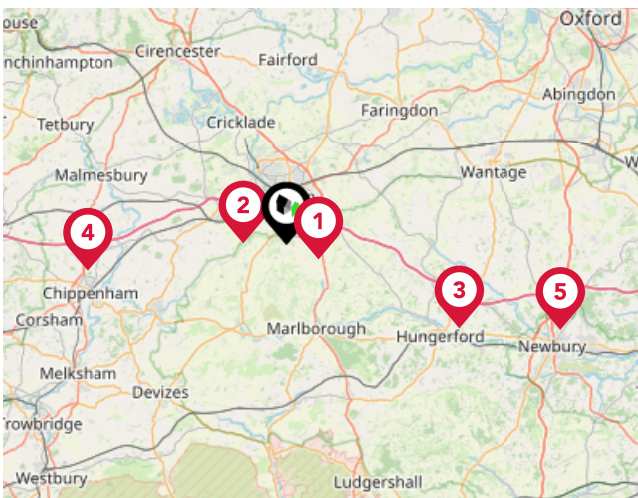 ouse
Oxford
Cirencester
nchinhampton
Fairford
Abingdon
Faringdon
Tetbury
Cricklade
Wantage
W
Malmesbury
2
1
4
3
5
Chippenham
Corsham
Marlborough
Hungerford
Newbury
Melksham
Devizes
Trowbridge
Westbury
Ludgershall